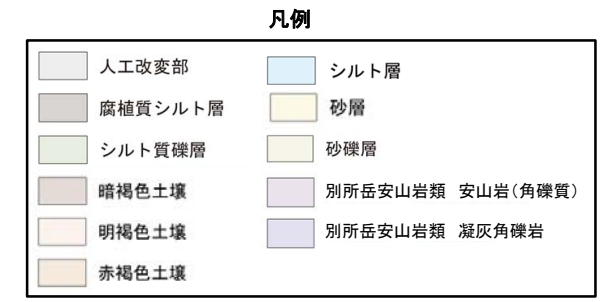 凡例
人工改変部
腐植質シルト層
シルト質礫層
暗褐色土壌
明褐色土壌
赤褐色土壌
シルト層
砂層
砂礫層
別所岳安山岩類 安山岩(角礫質)
別所岳安山岩類 凝灰角礫岩